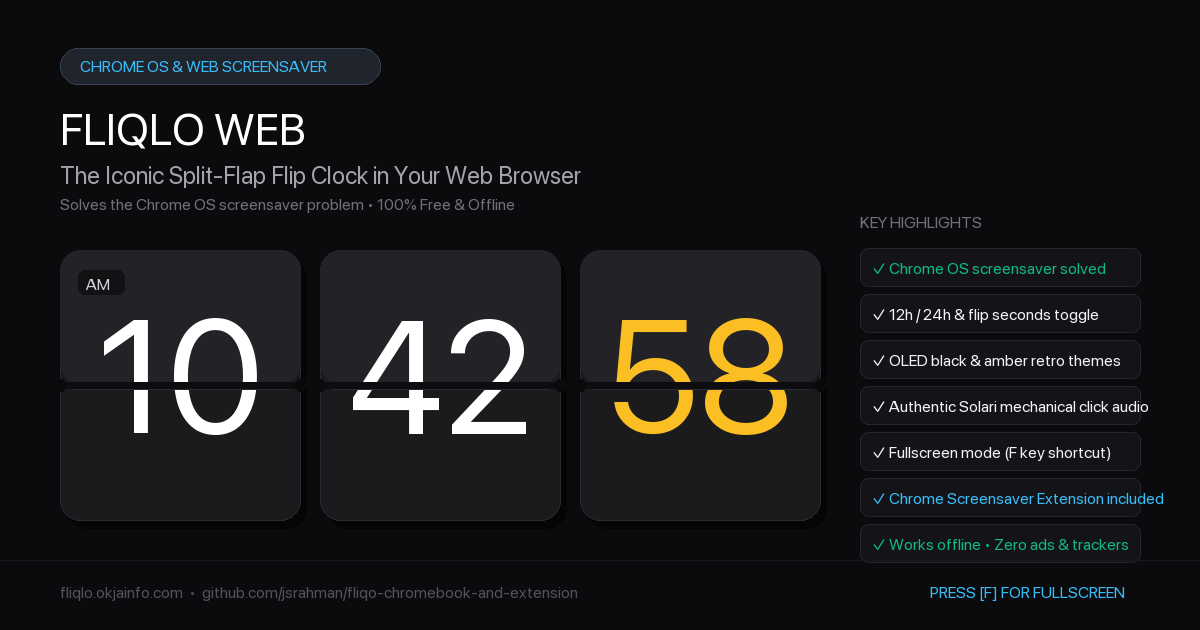 CHROME OS & WEB SCREENSAVER
FLIQLO WEB
The Iconic Split-Flap Flip Clock in Your Web Browser
Solves the Chrome OS screensaver problem • 100% Free & Offline
AM
10 42 58
KEY HIGHLIGHTS
✓ Chrome OS screensaver solved
✓ 12h / 24h & flip seconds toggle
✓ OLED black & amber retro themes
✓ Authentic Solari mechanical click audio
✓ Fullscreen mode (F key shortcut)
✓ Chrome Screensaver Extension included
✓ Works offline • Zero ads & trackers
fliqlo.okjainfo.com • github.com/jsrahman/fliqo-chromebook-and-extension
PRESS [F] FOR FULLSCREEN